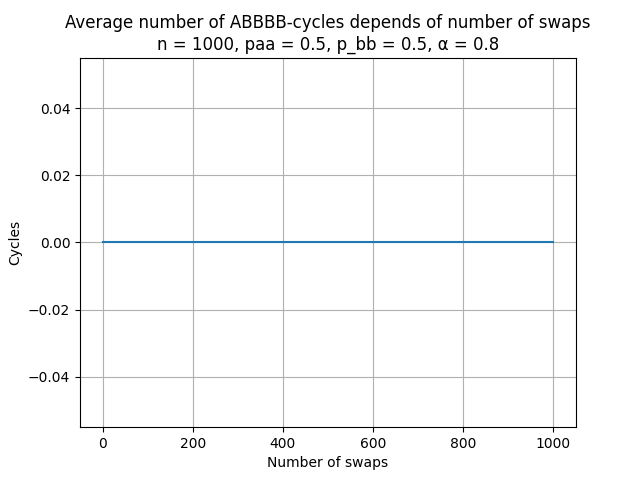 Average number of ABBBB-cycles depends of number of swaps
n = 1000, paa = 0.5, p_bb = 0.5, α = 0.8
0.04
0.02
0.00
−0.02
−0.04
Cycles
0 200 400 600 800 1000
Number of swaps